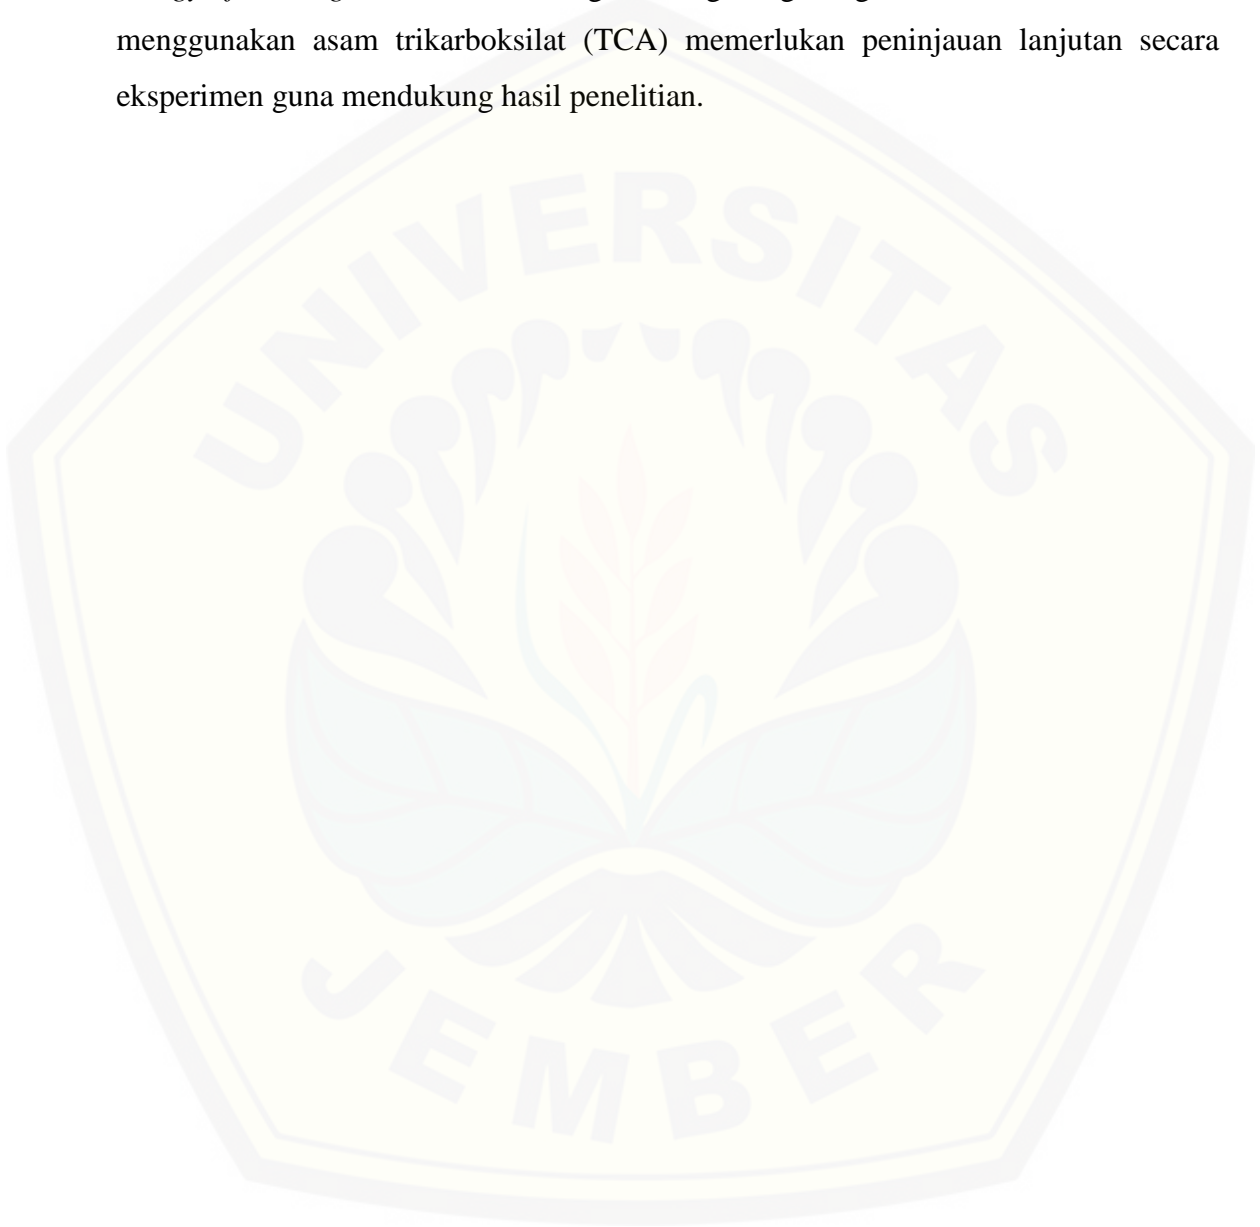 menggunakan asam trikarboksilat (TCA) memerlukan peninjauan lanjutan secara
eksperimen guna mendukung hasil penelitian.
UNIVERSITAS
JEMBER